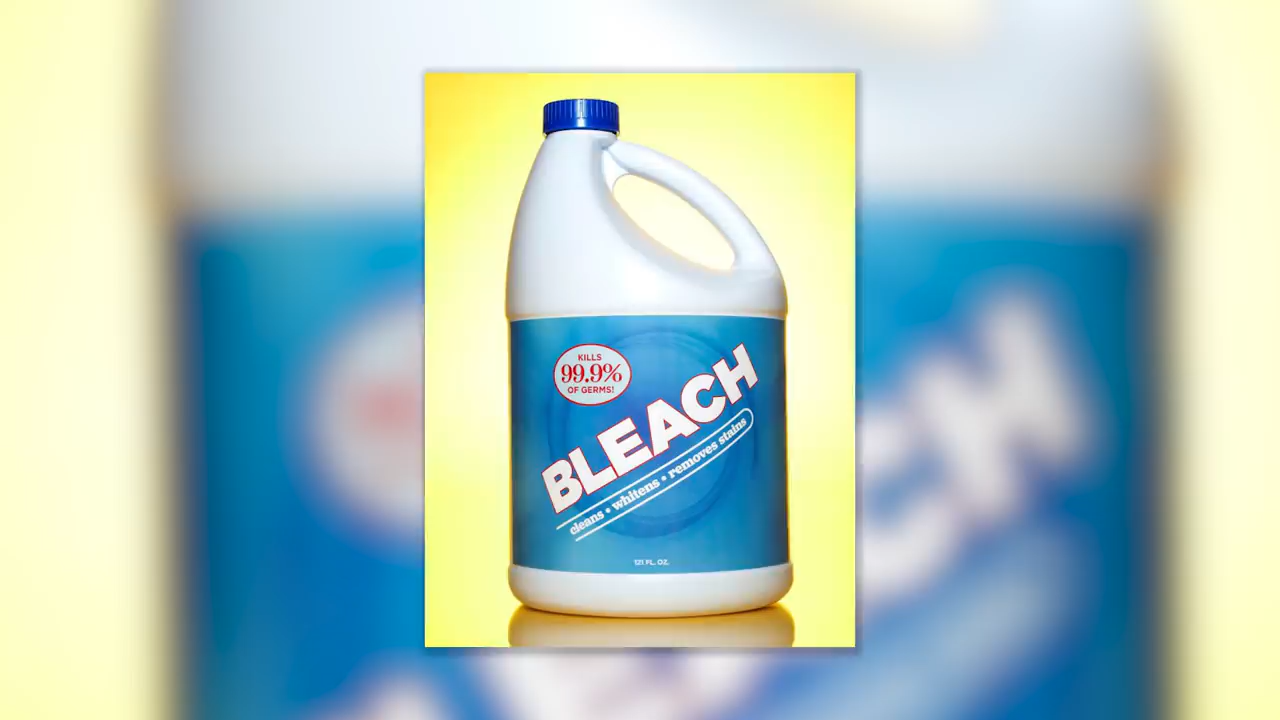 KILLS
99.9%
OF GERMS!
BLEACH
cleans • whitens • removes stains
121 FL. OZ.